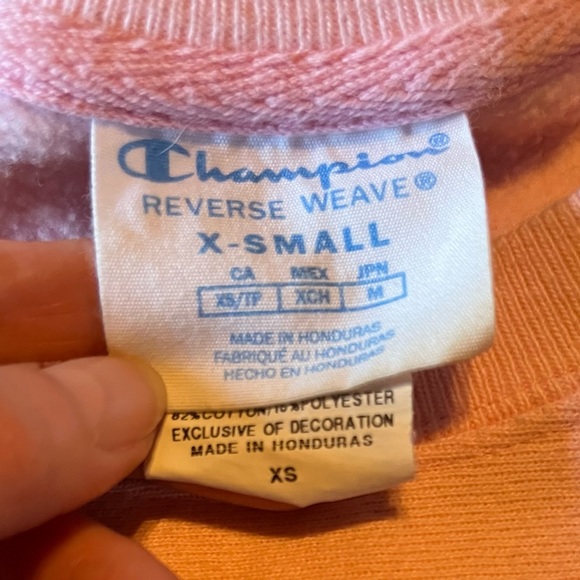 Champion®
REVERSE WEAVE®
X-SMALL
CA MEX JPN
XS/TP XCH M
MADE IN HONDURAS
FABRIQUÉ AU HONDURAS
HECHO EN HONDURAS
82% COTTON/18% POLYESTER
EXCLUSIVE OF DECORATION
MADE IN HONDURAS
XS